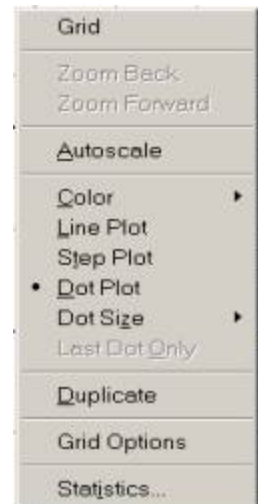 Grid
Zoom Back
Zoom Forward
Autoscale
Color
Line Plot
Step Plot
Dot Plot
Dot Size
Last Dot Only
Duplicate
Grid Options
Statistics...